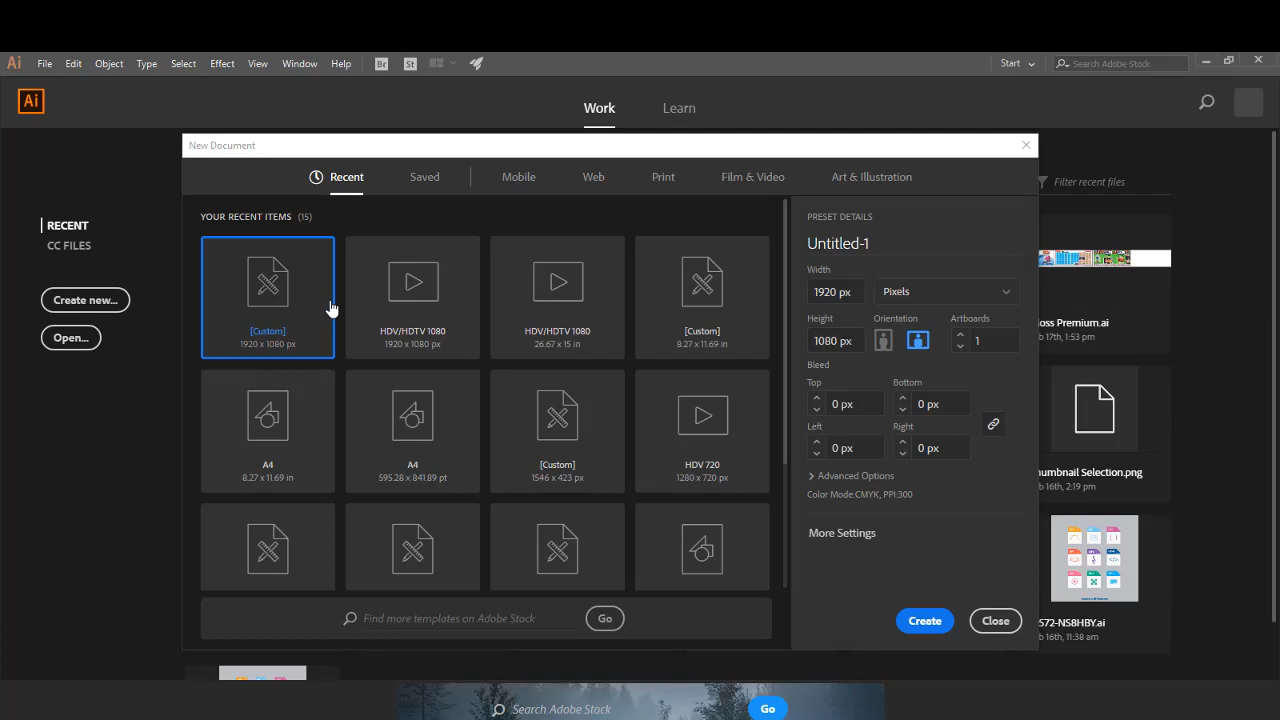 Ai File Edit Object Type Select Effect View Window Help Br St Start Search Adobe Stock
Ai Work Learn
New Document
Recent Saved Mobile Web Print Film & Video Art & Illustration
Filter recent files
RECENT
CC FILES
Create new...
Open...
YOUR RECENT ITEMS (15)
[Custom]
1920 x 1080 px
HDV/HDTV 1080
1920 x 1080 px
HDV/HDTV 1080
26.67 x 15 in
[Custom]
8.27 x 11.69 in
A4
8.27 x 11.69 in
A4
595.28 x 841.89 pt
[Custom]
1546 x 423 px
HDV 720
1280 x 720 px
Find more templates on Adobe Stock Go
PRESET DETAILS
Untitled-1
Width
1920 px Pixels
Height Orientation Artboards
1080 px 1
Bleed
Top Bottom
0 px 0 px
Left Right
0 px 0 px
Advanced Options
Color Mode:CMYK, PPI:300
More Settings
Create Close
oss Premium.ai
b 17th, 1:53 pm
umbnail Selection.png
b 16th, 2:19 pm
572-NS8HBY.ai
b 16th, 11:38 am
Search Adobe Stock Go